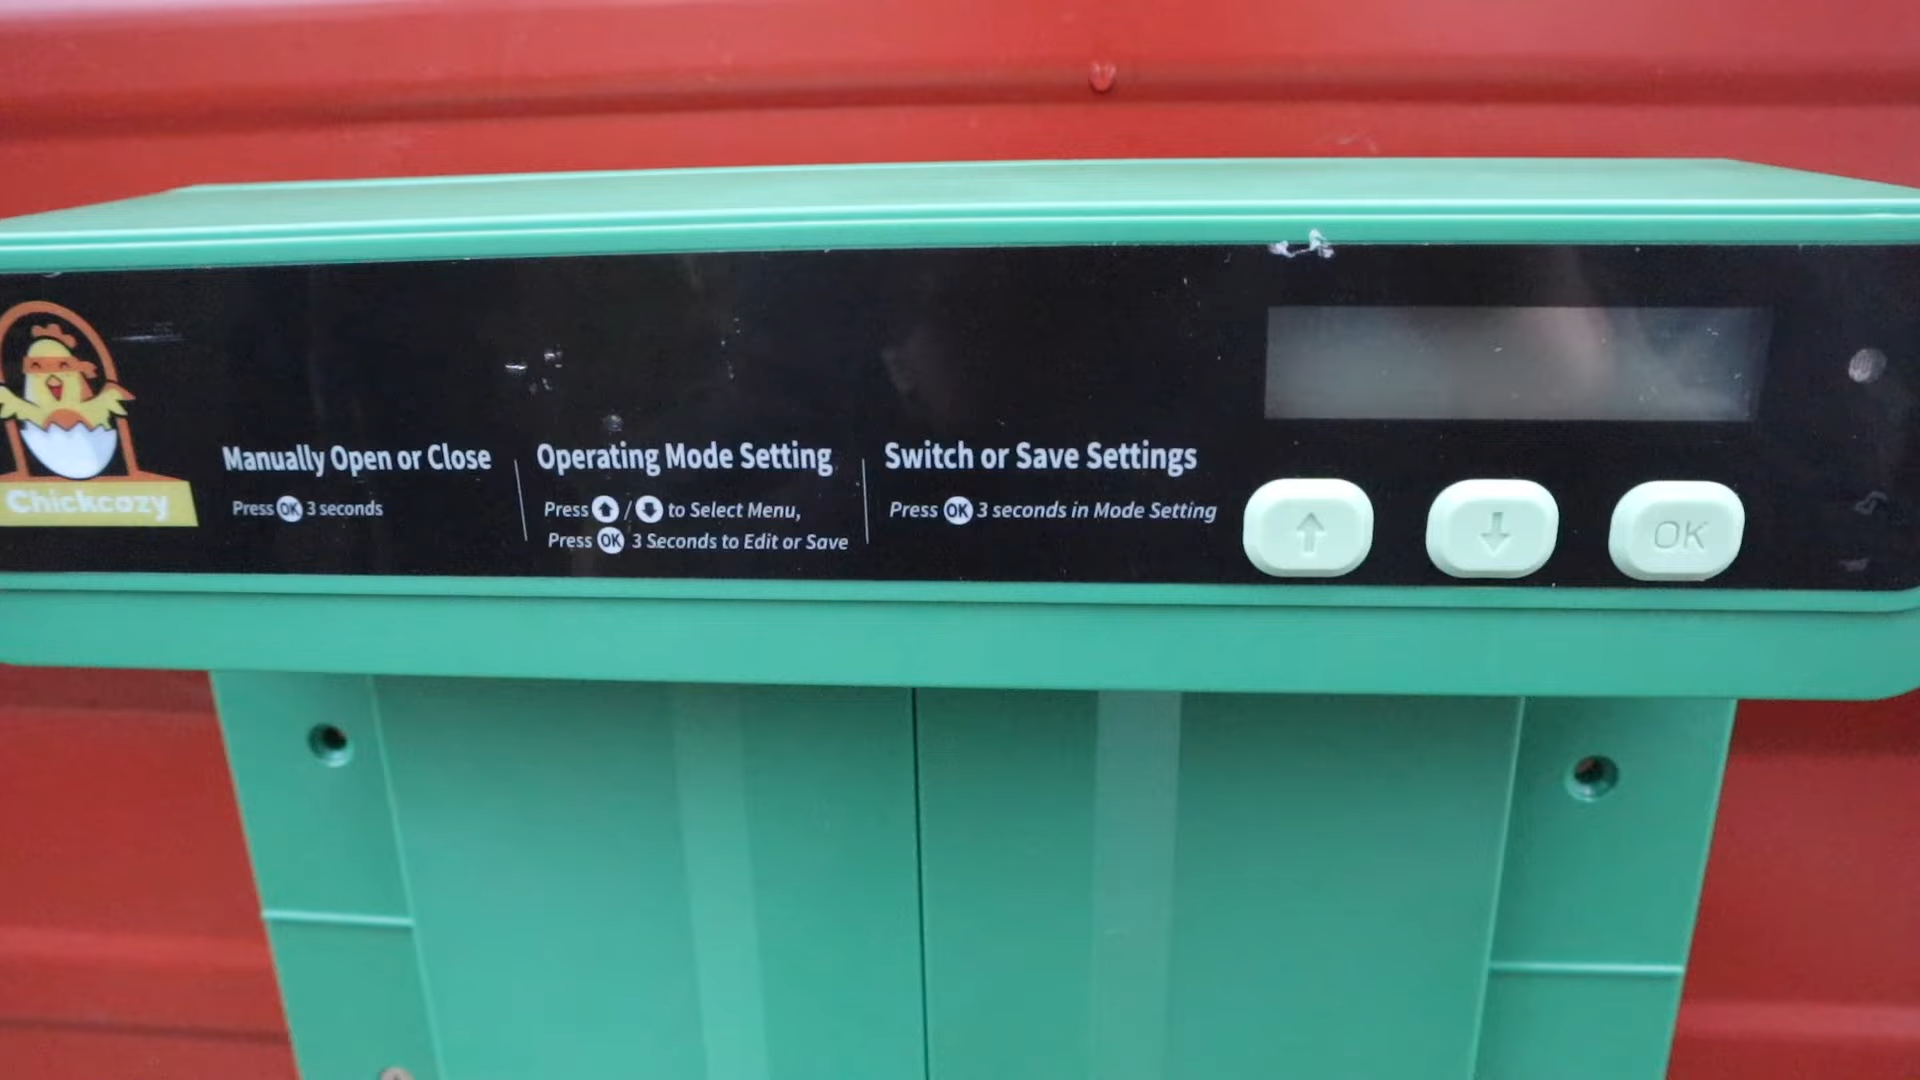 Chickcozy
Manually Open or Close
Press OK 3 seconds
Operating Mode Setting
Press ⬆ / ⬇ to Select Menu,
Press OK 3 Seconds to Edit or Save
Switch or Save Settings
Press OK 3 seconds in Mode Setting
↑ ↓ OK